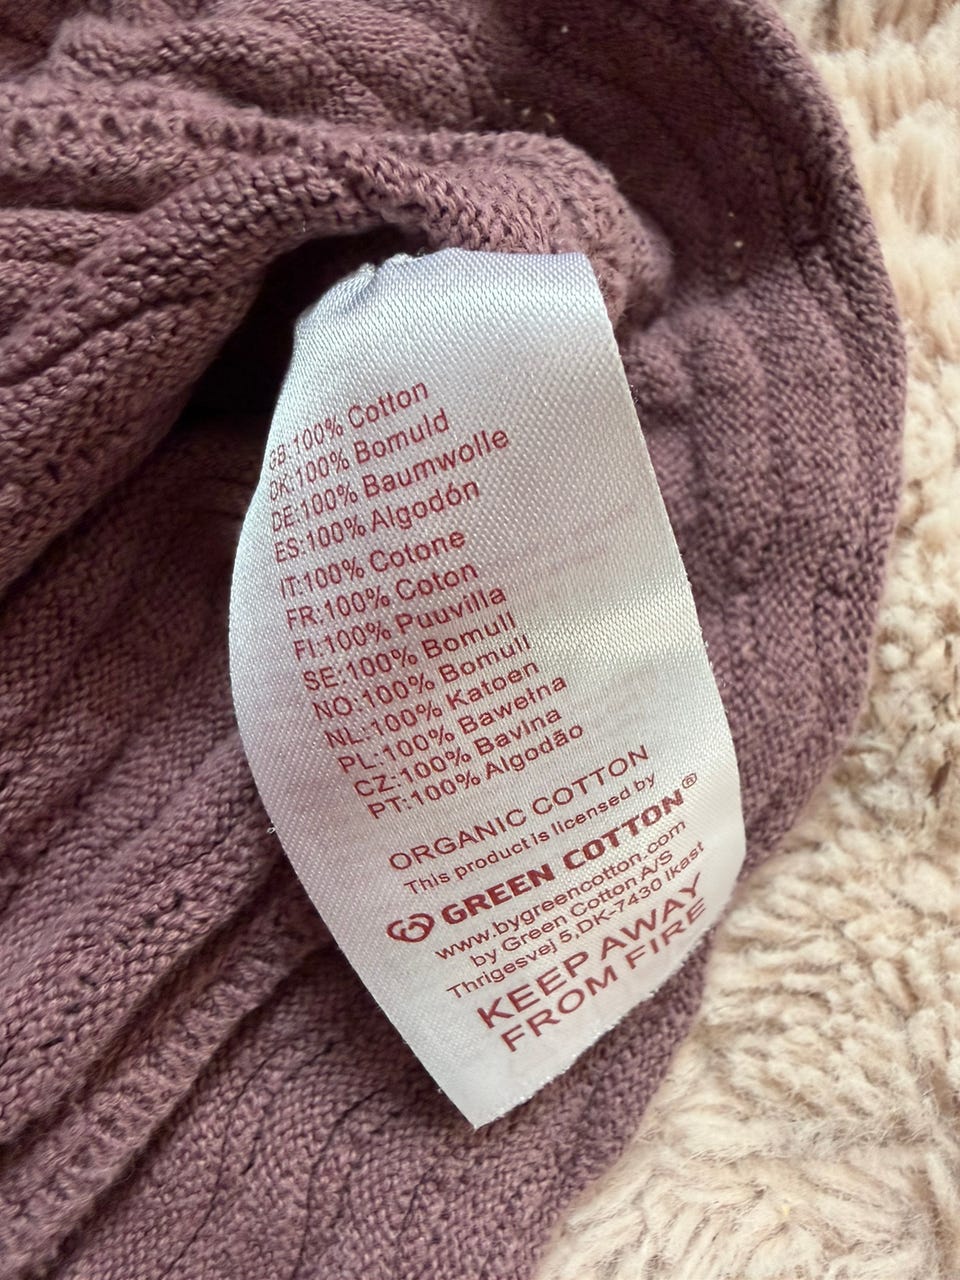 GB:100% Cotton
DK:100% Bomuld
DE:100% Baumwolle
ES:100% Algodón
IT:100% Cotone
FR:100% Coton
FI:100% Puuvilla
SE:100% Bomull
NO:100% Bomull
NL:100% Katoen
PL:100% Bawełna
CZ:100% Bavlna
PT:100% Algodão
ORGANIC COTTON
This product is licensed by
GREEN COTTON®
www.bygreencotton.com
by Green Cotton A/S
Thrigesvej 5,DK-7430 Ikast
KEEP AWAY
FROM FIRE